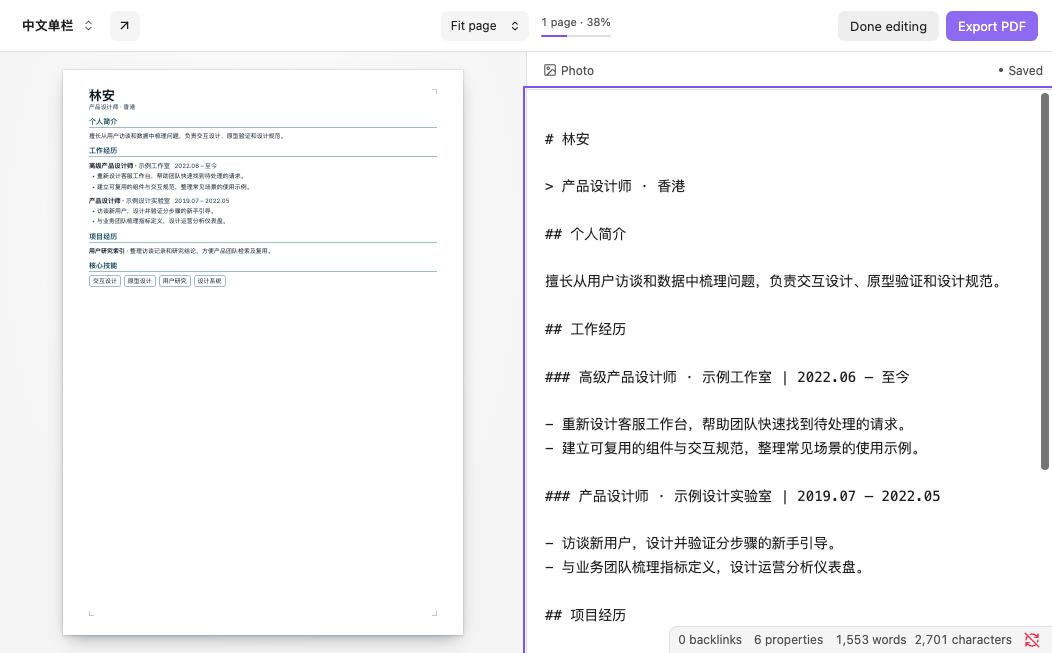 中文单栏
Fit page
1 page · 38%
Done editing
Export PDF
林安
产品设计师 · 香港
个人简介
擅长从用户访谈和数据中梳理问题，负责交互设计、原型验证和设计规范。
工作经历
高级产品设计师 · 示例工作室 2022.06 – 至今
• 重新设计客服工作台，帮助团队快速找到待处理的请求。
• 建立可复用的组件与交互规范，整理常见场景的使用示例。
产品设计师 · 示例设计实验室 2019.07 – 2022.05
• 访谈新用户，设计并验证分步骤的新手引导。
• 与业务团队梳理指标定义，设计运营分析仪表盘。
项目经历
用户研究索引 · 整理访谈记录和研究结论，方便产品团队检索及复用。
核心技能
交互设计 原型设计 用户研究 设计系统
Photo
• Saved
# 林安
> 产品设计师 · 香港
## 个人简介
擅长从用户访谈和数据中梳理问题，负责交互设计、原型验证和设计规范。
## 工作经历
### 高级产品设计师 · 示例工作室 | 2022.06 – 至今
– 重新设计客服工作台，帮助团队快速找到待处理的请求。
– 建立可复用的组件与交互规范，整理常见场景的使用示例。
### 产品设计师 · 示例设计实验室 | 2019.07 – 2022.05
– 访谈新用户，设计并验证分步骤的新手引导。
– 与业务团队梳理指标定义，设计运营分析仪表盘。
## 项目经历
0 backlinks 6 properties 1,553 words 2,701 characters